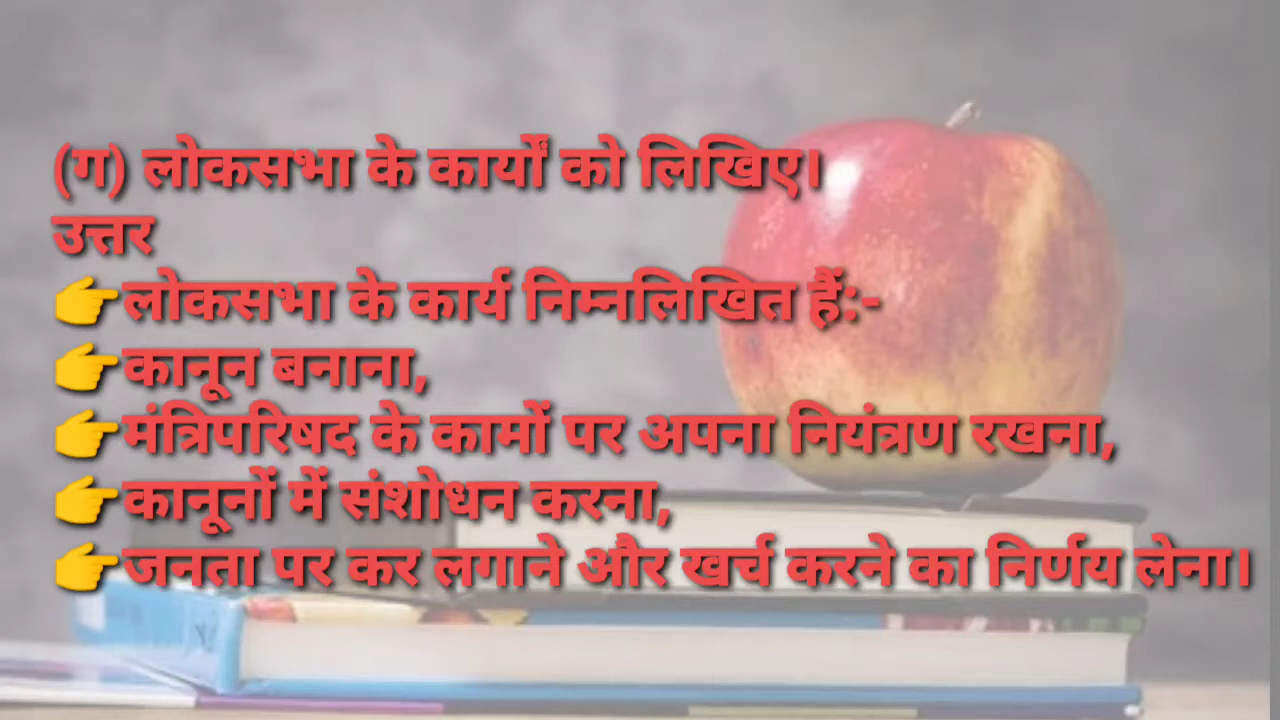 (ग) लोकसभा के कार्यों को लिखिए।
उत्तर
👉लोकसभा के कार्य निम्नलिखित हैं:-
👉कानून बनाना,
👉मंत्रिपरिषद के कामों पर अपना नियंत्रण रखना,
👉कानूनों में संशोधन करना,
👉जनता पर कर लगाने और खर्च करने का निर्णय लेना।